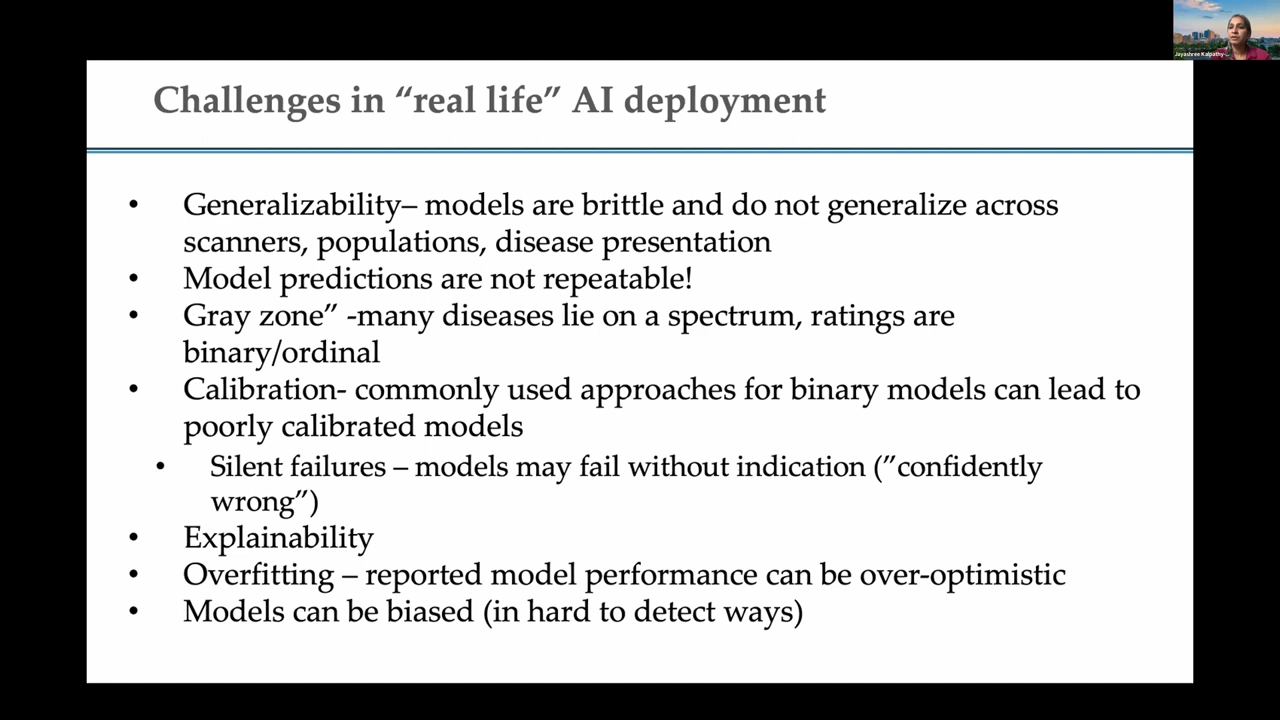 Jayashree Kalpathy-...
Challenges in “real life” AI deployment
• Generalizability– models are brittle and do not generalize across
scanners, populations, disease presentation
• Model predictions are not repeatable!
• Gray zone” -many diseases lie on a spectrum, ratings are
binary/ordinal
• Calibration- commonly used approaches for binary models can lead to
poorly calibrated models
• Silent failures – models may fail without indication (”confidently
wrong”)
• Explainability
• Overfitting – reported model performance can be over-optimistic
• Models can be biased (in hard to detect ways)